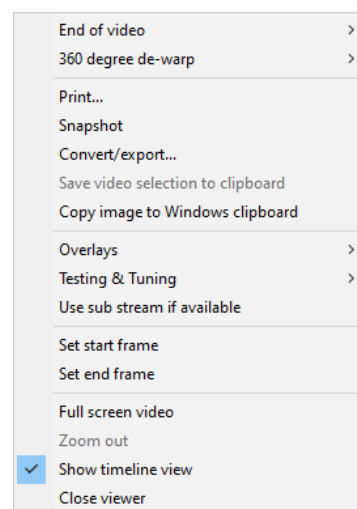 End of video
360 degree de-warp
Print...
Snapshot
Convert/export...
Save video selection to clipboard
Copy image to Windows clipboard
Overlays
Testing & Tuning
Use sub stream if available
Set start frame
Set end frame
Full screen video
Zoom out
Show timeline view
Close viewer